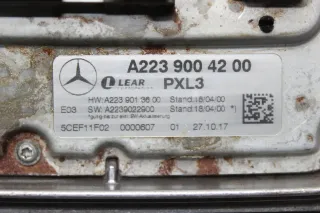 A223 900 42 00
LEAR PXL3
HW:A223 901 36 00 Stand:18/04/00
E03 SW:A2239022900 Stand:18/04/00 *)
5CEF11F02 0000607 01 27.10.17